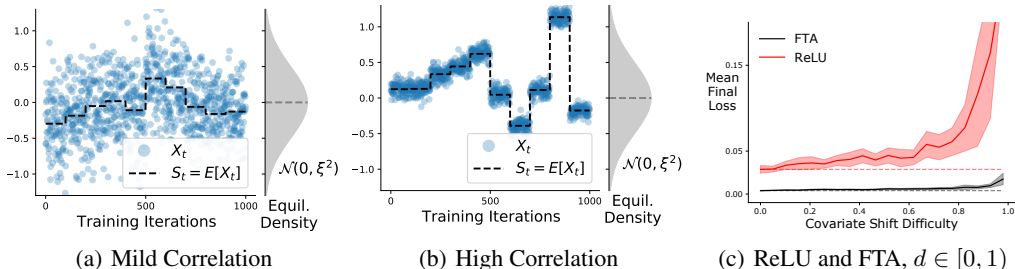 1.0
0.5
0.0
−0.5
−1.0
X_t
S_t = E[X_t]
0
500
1000
Training Iterations
N(0, ξ²)
Equil.
Density
(a) Mild Correlation
1.0
0.5
0.0
−0.5
−1.0
X_t
S_t = E[X_t]
0
500
1000
Training Iterations
N(0, ξ²)
Equil.
Density
(b) High Correlation
FTA
ReLU
Mean
Final
Loss
0.15
0.05
0.0
0.2
0.4
0.6
0.8
1.0
Covariate Shift Difficulty
(c) ReLU and FTA, d ∈ [0, 1)